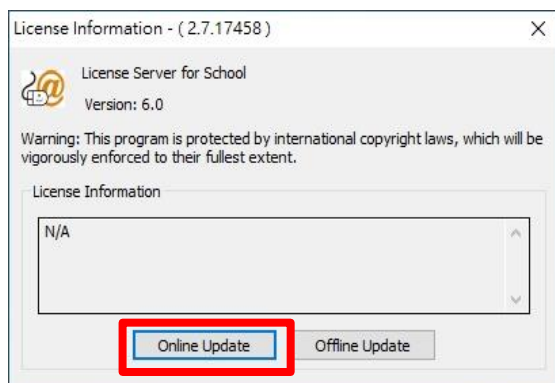 License Information - ( 2.7.17458 )
License Server for School
Version: 6.0
Warning: This program is protected by international copyright laws, which will be
vigorously enforced to their fullest extent.
License Information
N/A
Online Update Offline Update